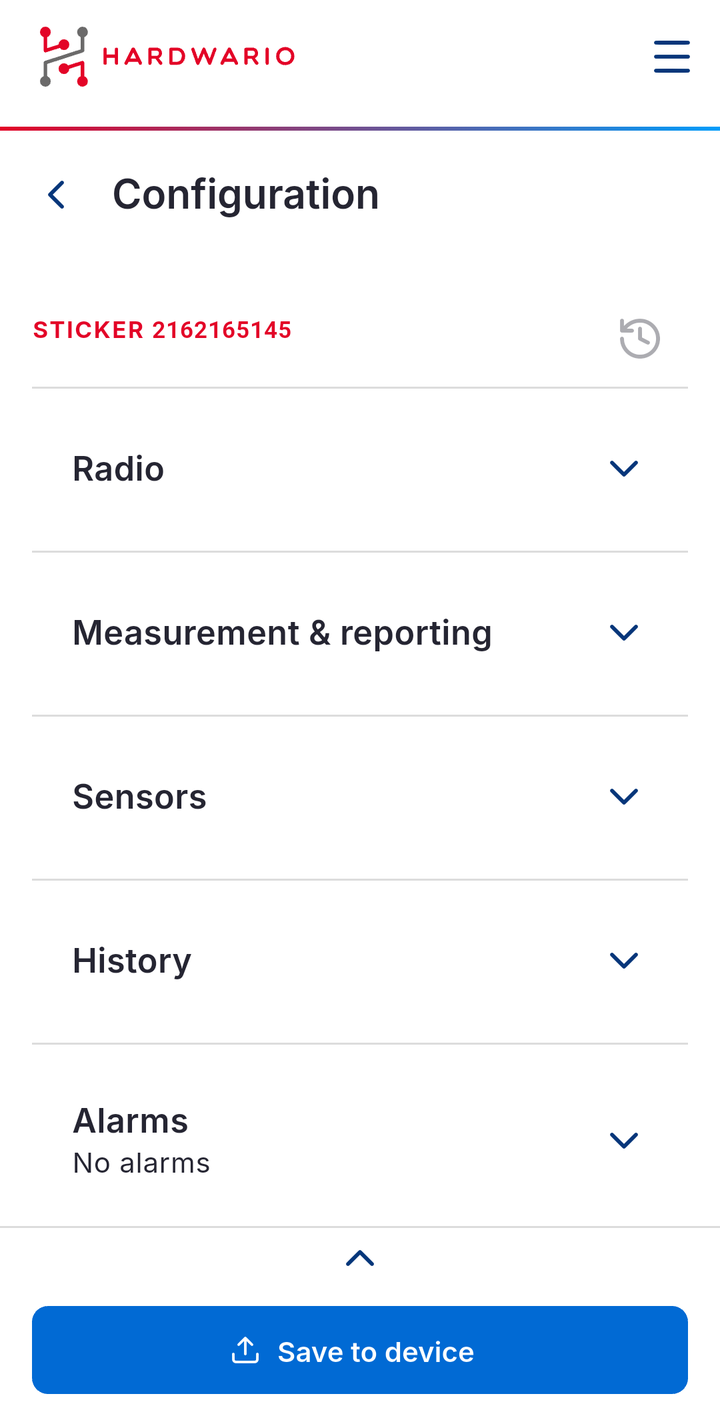 HARDWARIO
Configuration
STICKER 2162165145
Radio
Measurement & reporting
Sensors
History
Alarms
No alarms
Save to device